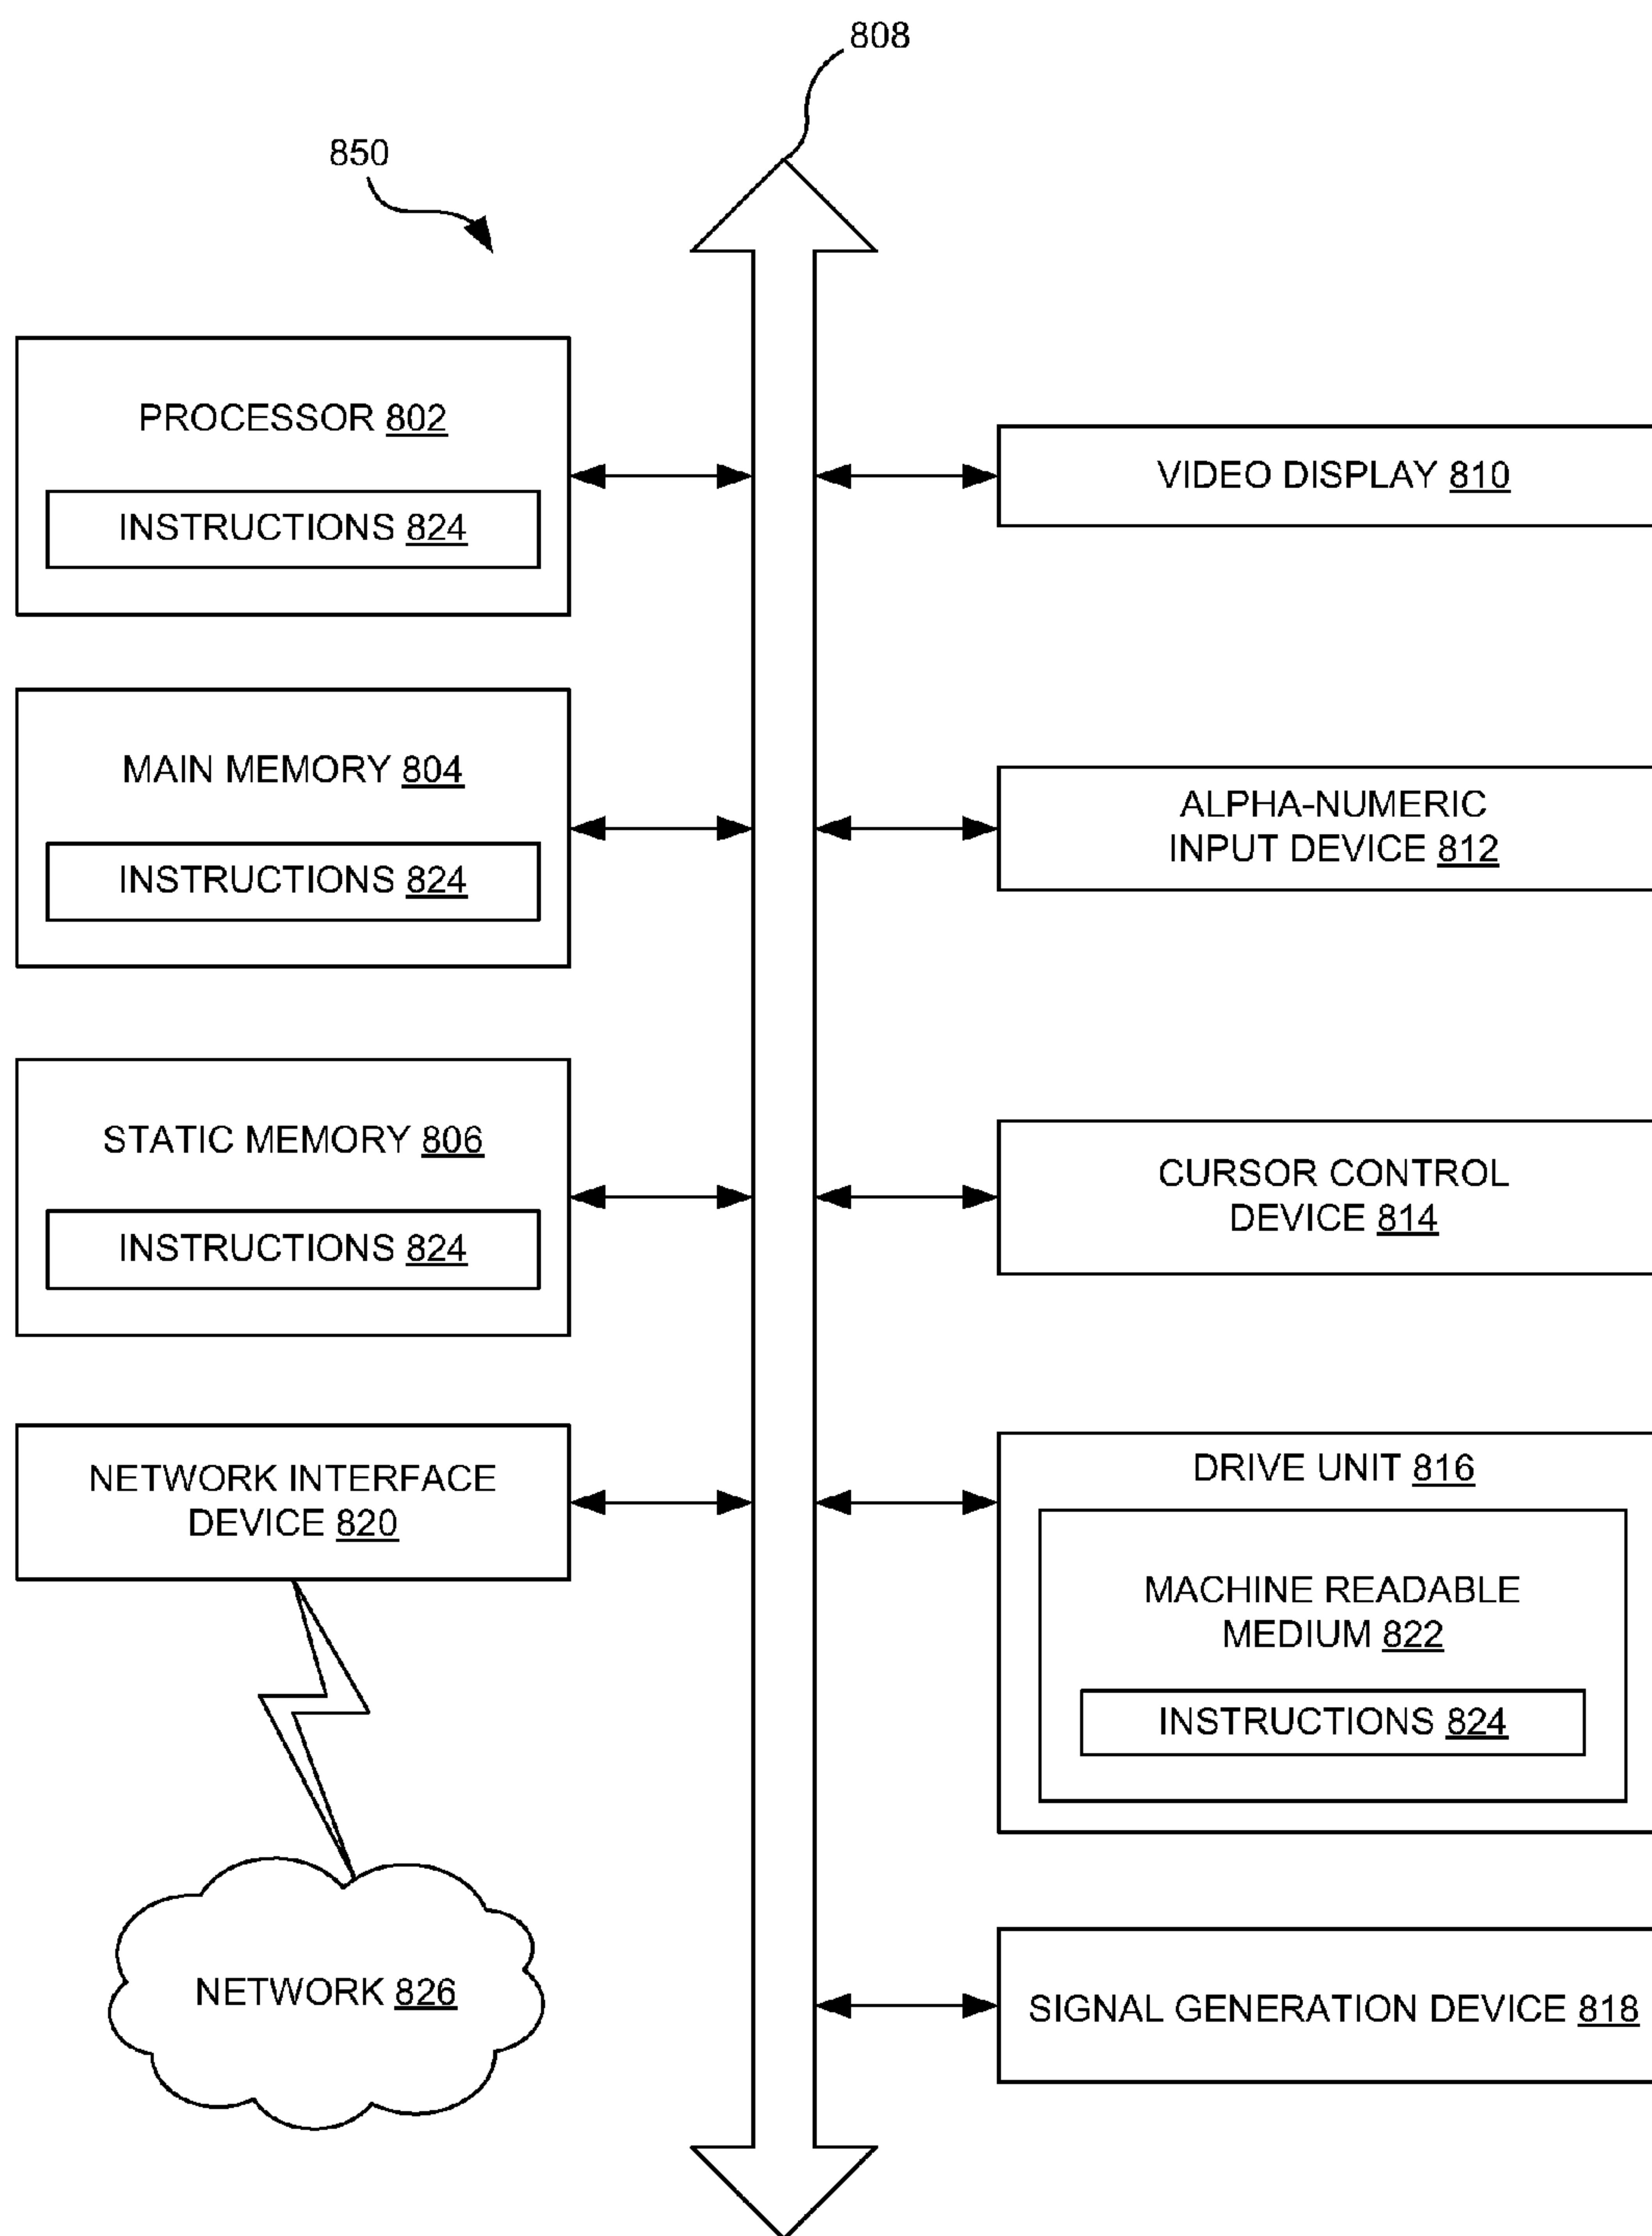 808
850
PROCESSOR 802
INSTRUCTIONS 824
MAIN MEMORY 804
INSTRUCTIONS 824
STATIC MEMORY 806
INSTRUCTIONS 824
NETWORK INTERFACE
DEVICE 820
NETWORK 826
VIDEO DISPLAY 810
ALPHA-NUMERIC
INPUT DEVICE 812
CURSOR CONTROL
DEVICE 814
DRIVE UNIT 816
MACHINE READABLE
MEDIUM 822
INSTRUCTIONS 824
SIGNAL GENERATION DEVICE 818